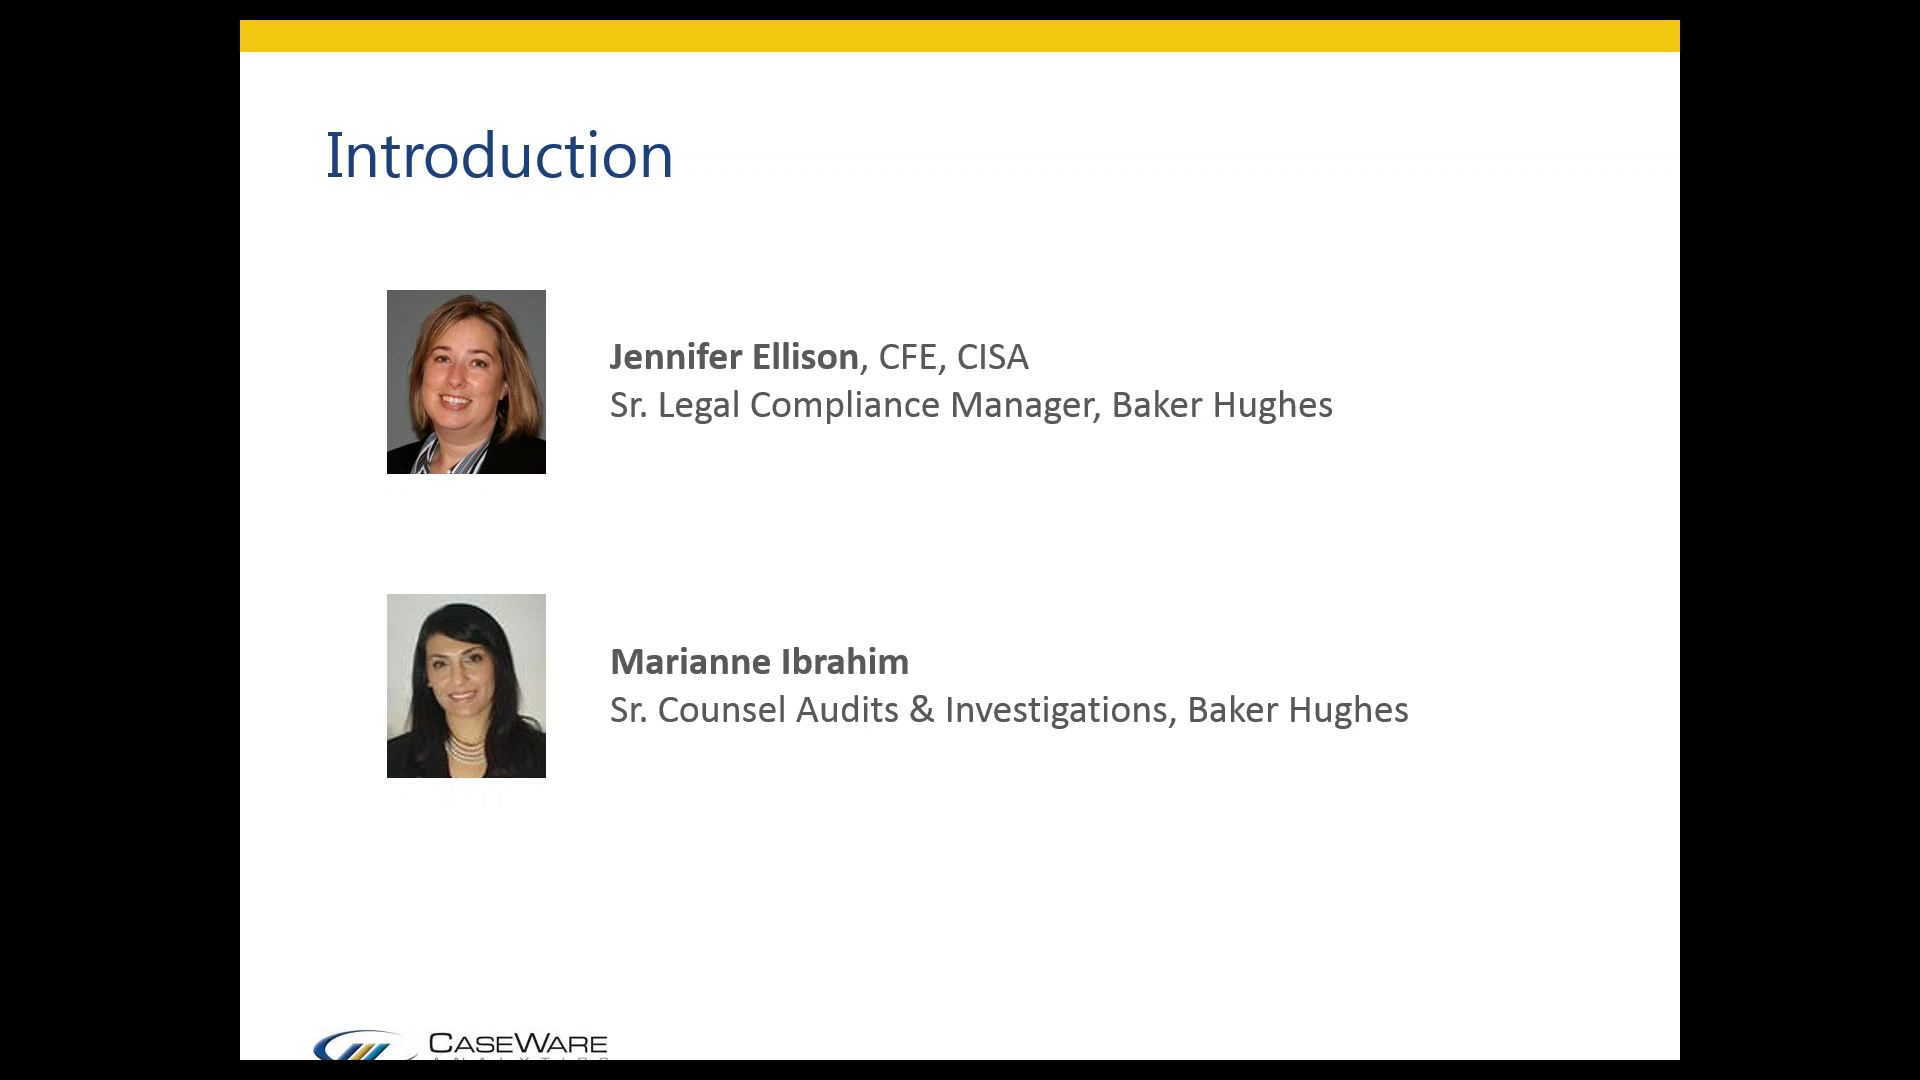 Introduction
Jennifer Ellison, CFE, CISA
Sr. Legal Compliance Manager, Baker Hughes
Marianne Ibrahim
Sr. Counsel Audits & Investigations, Baker Hughes
CASEWARE